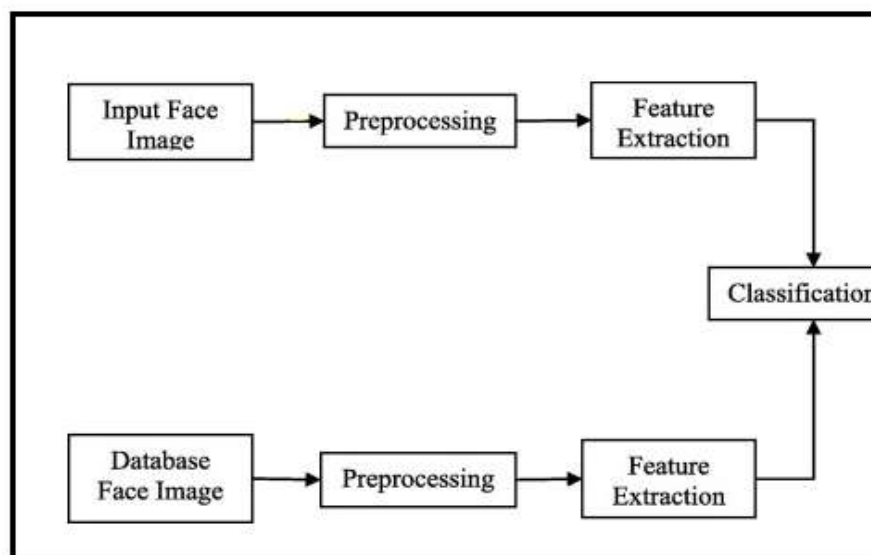 Input Face
Image
Preprocessing
Feature
Extraction
Classification
Database
Face Image
Preprocessing
Feature
Extraction